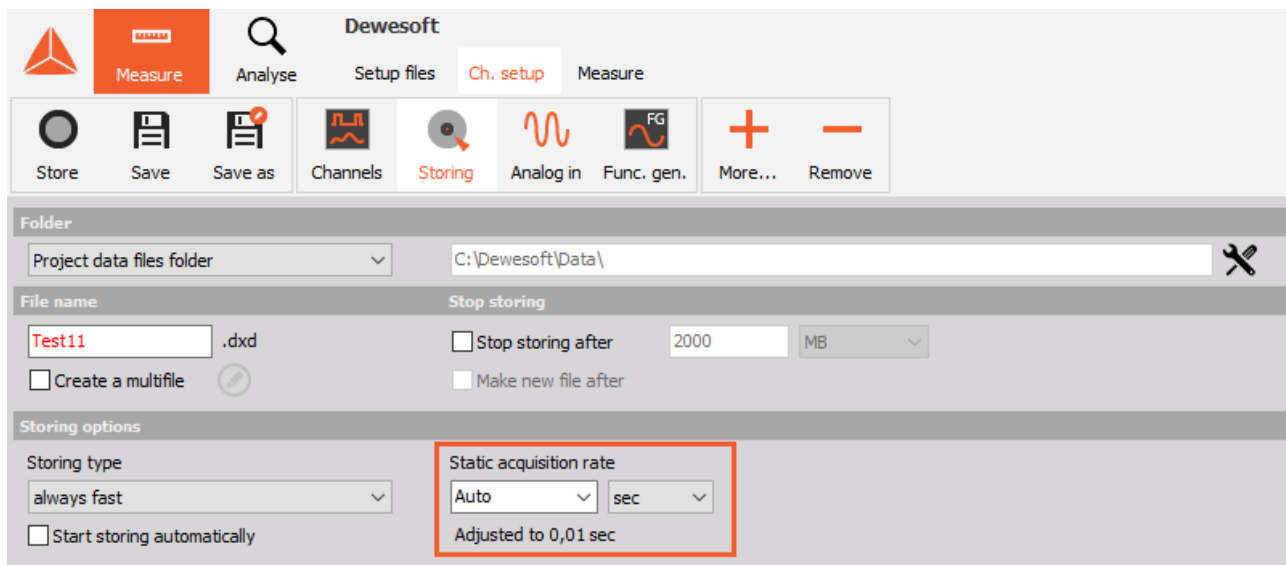 Dewesoft
Measure Analyse Setup files Ch. setup Measure
FG
Store Save Save as Channels Storing Analog in Func. gen. More... Remove
Folder
Project data files folder C:\Dewesoft\Data\
File name Stop storing
Test11 .dxd Stop storing after 2000 MB
Create a multifile Make new file after
Storing options
Storing type Static acquisition rate
always fast Auto sec
Start storing automatically Adjusted to 0,01 sec